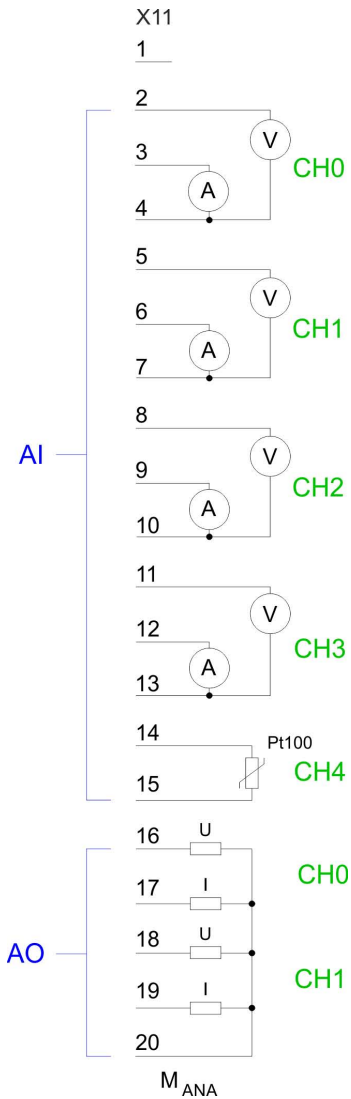 X11
1
2
V
3
CH0
A
4
5
V
6
CH1
A
7
8
V
AI
9
CH2
A
10
11
V
12
CH3
A
13
14
Pt100
CH4
15
16 U
CH0
17 I
18 U
AO
CH1
19 I
20
M ANA